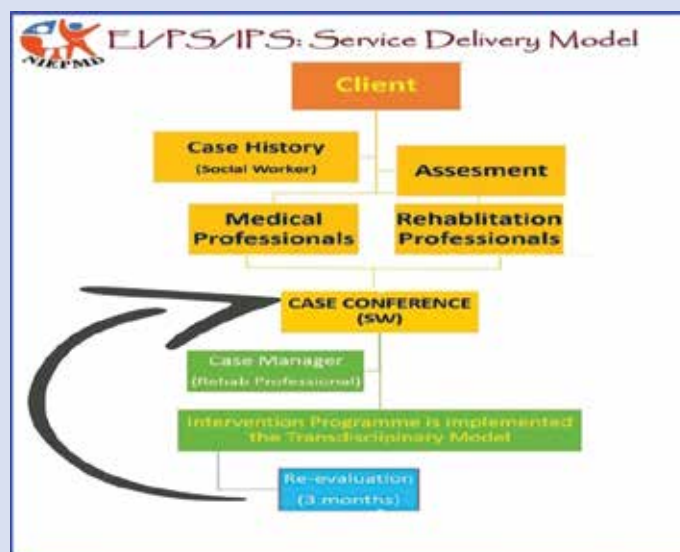 NIEPMD
EI/PS/IPS: Service Delivery Model
Client
Case History
(Social Worker)
Assesment
Medical
Professionals
Rehablitation
Professionals
CASE CONFERENCE
(SW)
Case Manager
(Rehab Professional)
Intervention Programme is implemented
the Transdisciplinary Model
Re-evaluation
(3 months)